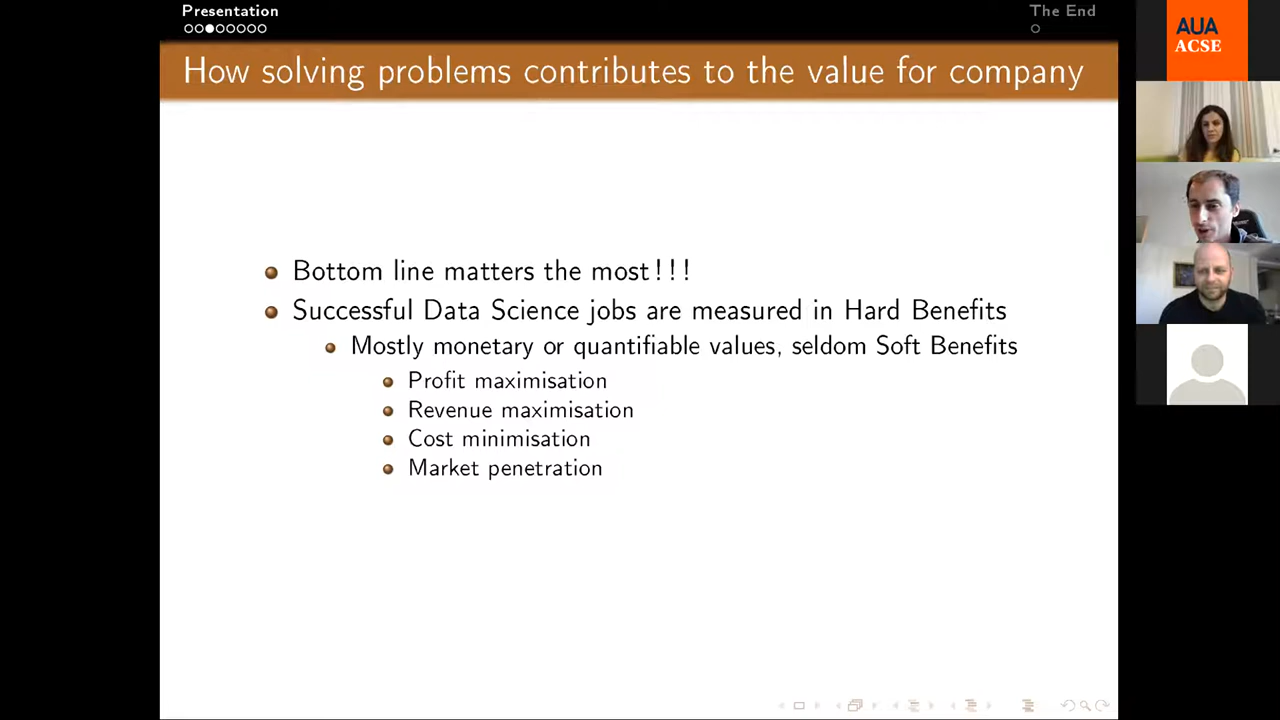 Presentation
The End
How solving problems contributes to the value for company
Bottom line matters the most!!!
Successful Data Science jobs are measured in Hard Benefits
Mostly monetary or quantifiable values, seldom Soft Benefits
Profit maximisation
Revenue maximisation
Cost minimisation
Market penetration
AUA
ACSE